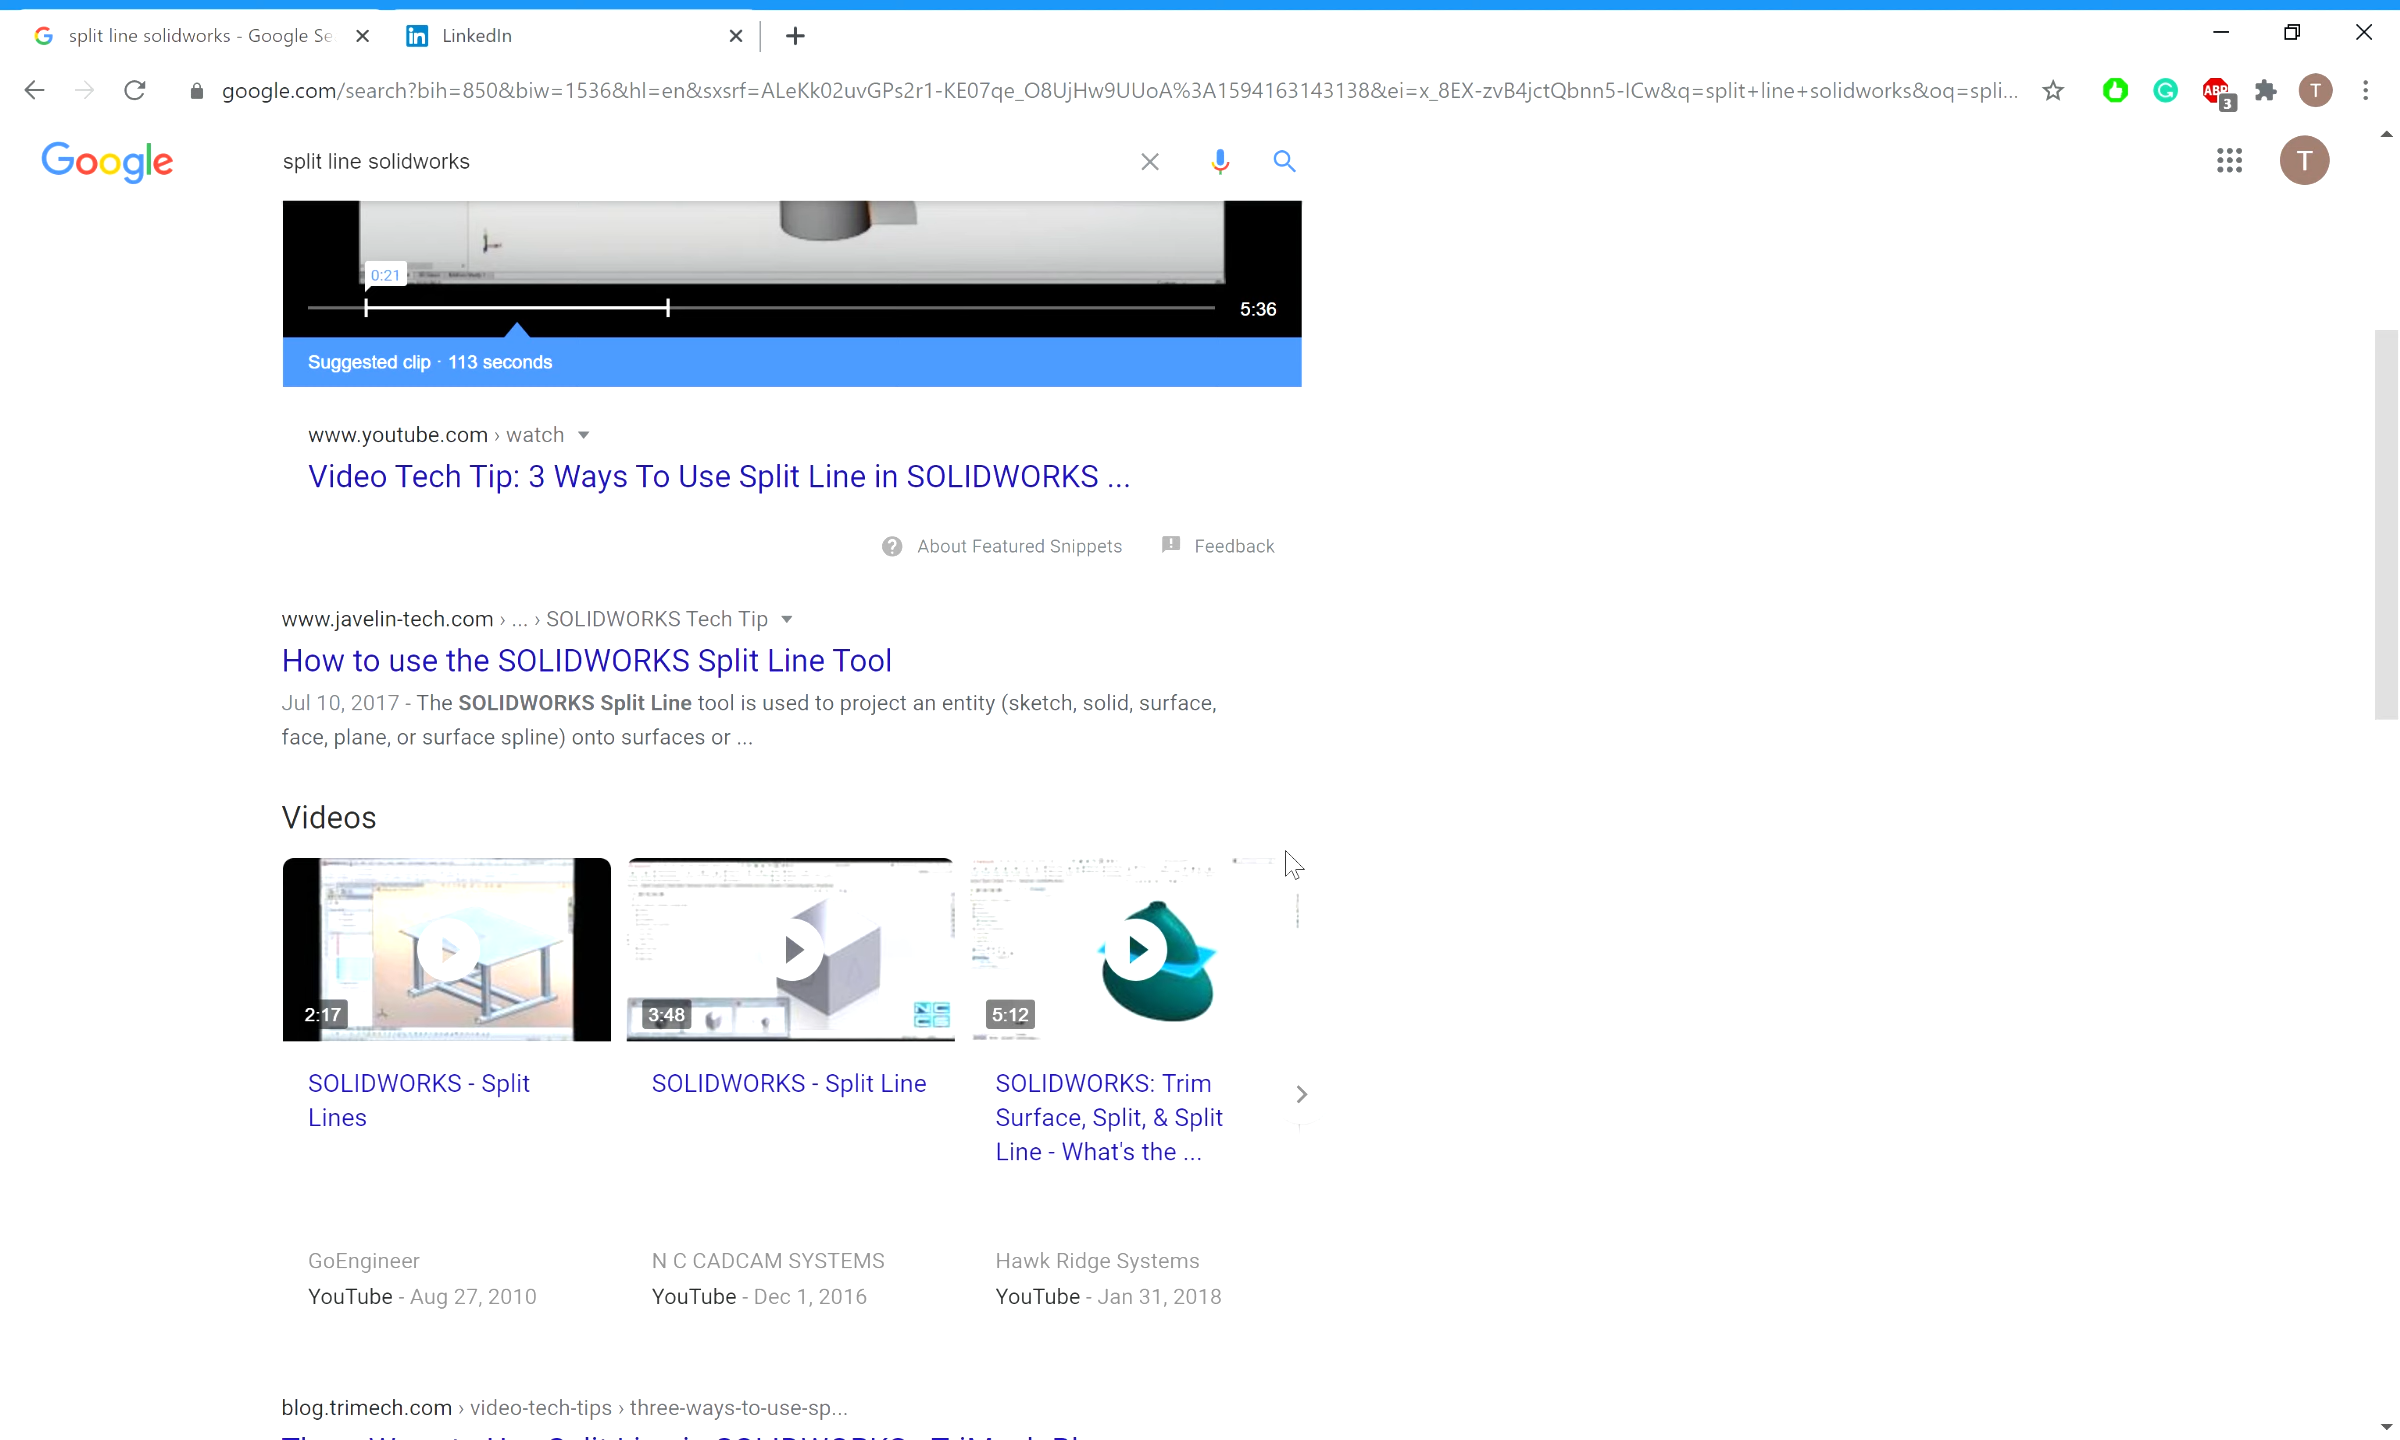 split line solidworks - Google Se
LinkedIn
google.com/search?bih=850&biw=1536&hl=en&sxsrf=ALeKk02uvGPs2r1-KE07qe_O8UjHw9UUoA%3A1594163143138&ei=x_8EX-zvB4jctQbnn5-ICw&q=split+line+solidworks&oq=spli...
ABP
3
T
Google
split line solidworks
T
0:21
5:36
Suggested clip · 113 seconds
www.youtube.com › watch
Video Tech Tip: 3 Ways To Use Split Line in SOLIDWORKS ...
About Featured Snippets
Feedback
www.javelin-tech.com › ... › SOLIDWORKS Tech Tip
How to use the SOLIDWORKS Split Line Tool
Jul 10, 2017 - The SOLIDWORKS Split Line tool is used to project an entity (sketch, solid, surface,
face, plane, or surface spline) onto surfaces or ...
Videos
2:17
3:48
5:12
SOLIDWORKS - Split
Lines
SOLIDWORKS - Split Line
SOLIDWORKS: Trim
Surface, Split, & Split
Line - What's the ...
GoEngineer
YouTube - Aug 27, 2010
N C CADCAM SYSTEMS
YouTube - Dec 1, 2016
Hawk Ridge Systems
YouTube - Jan 31, 2018
blog.trimech.com › video-tech-tips › three-ways-to-use-sp...